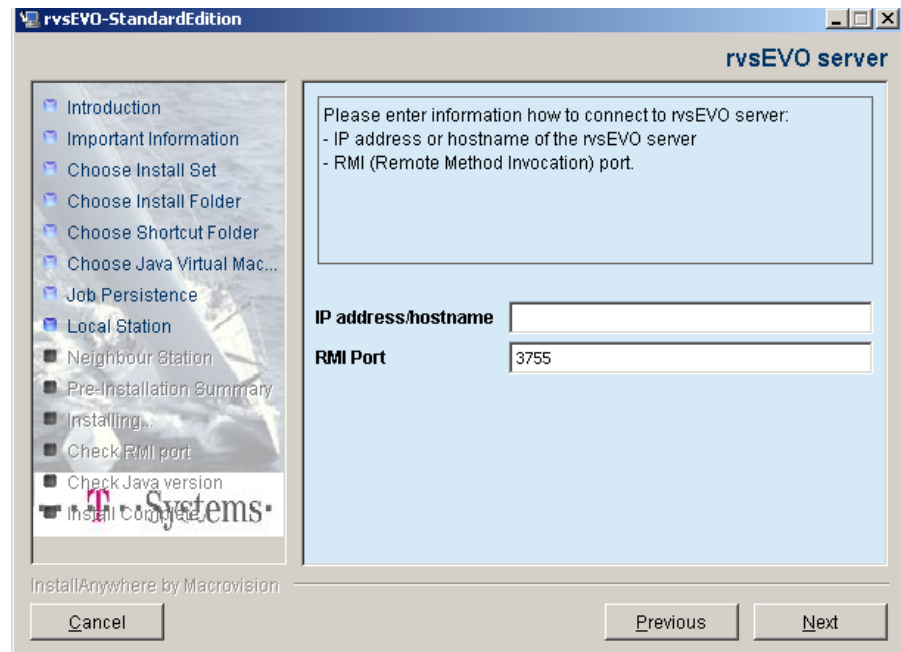 rvsEVO-StandardEdition
rvsEVO server
Introduction
Important Information
Choose Install Set
Choose Install Folder
Choose Shortcut Folder
Choose Java Virtual Mac...
Job Persistence
Local Station
Neighbour Station
Pre-Installation Summary
Installing...
Check RMI port
Check Java version
Install Complete
T Systems
Please enter information how to connect to rvsEVO server:
- IP address or hostname of the rvsEVO server
- RMI (Remote Method Invocation) port.
IP address/hostname
RMI Port
3755
InstallAnywhere by Macrovision
Cancel
Previous
Next